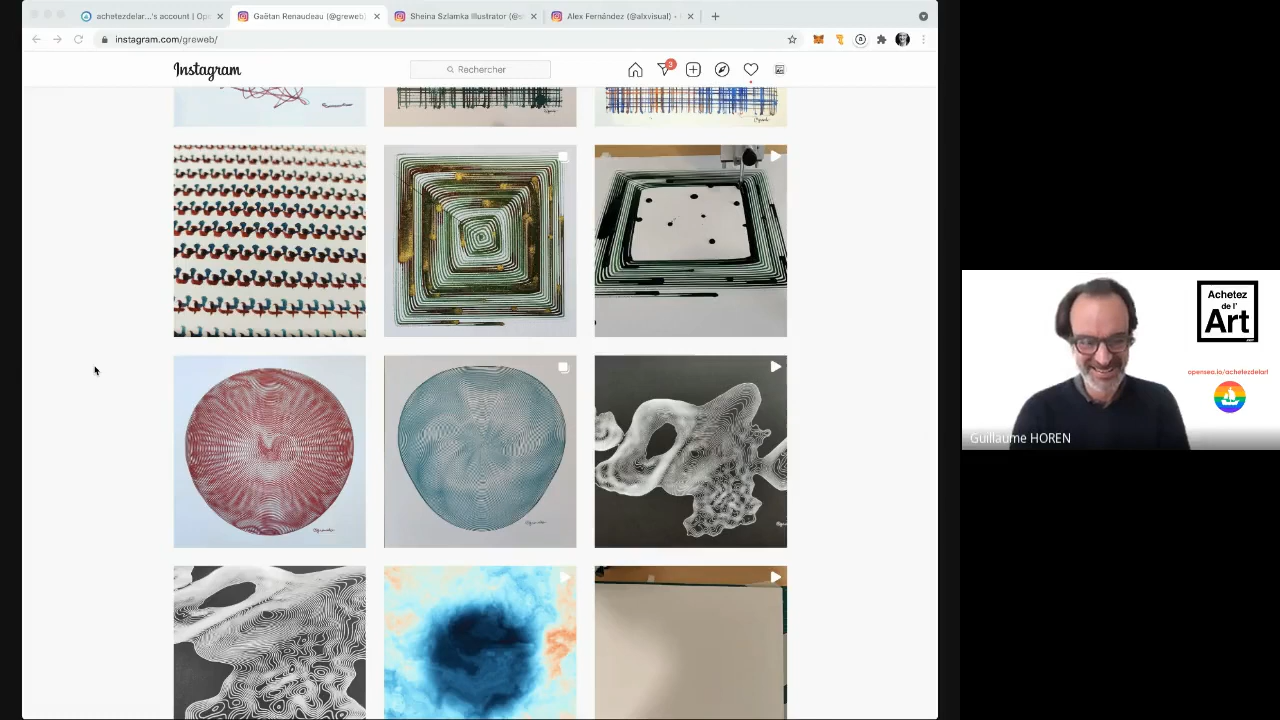 achetezdelar...'s account | Op
Gaëtan Renaudeau (@greweb)
Sheina Szlamka Illustrator (@s
Alex Fernández (@alxvisual) •
instagram.com/greweb/
Instagram
Rechercher
3
Achetez
de l'
Art
opensea.io/achetezdelart
Guillaume HOREN